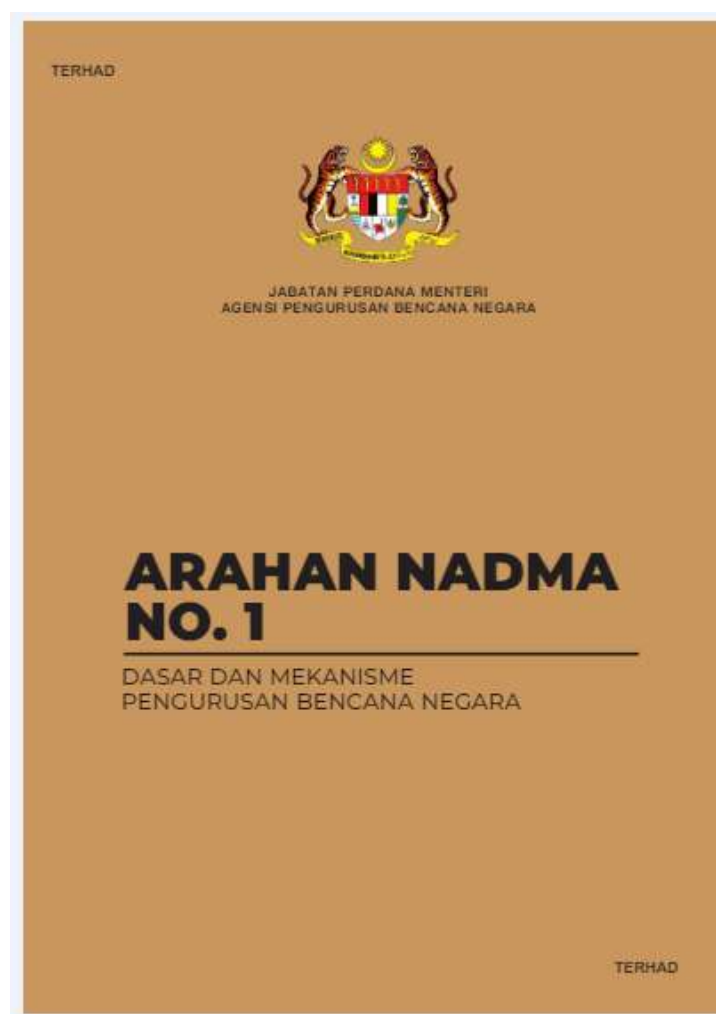 TERHAD
JABATAN PERDANA MENTERI
AGENSI PENGURUSAN BENCANA NEGARA
ARAHAN NADMA
NO. 1
DASAR DAN MEKANISME
PENGURUSAN BENCANA NEGARA
TERHAD